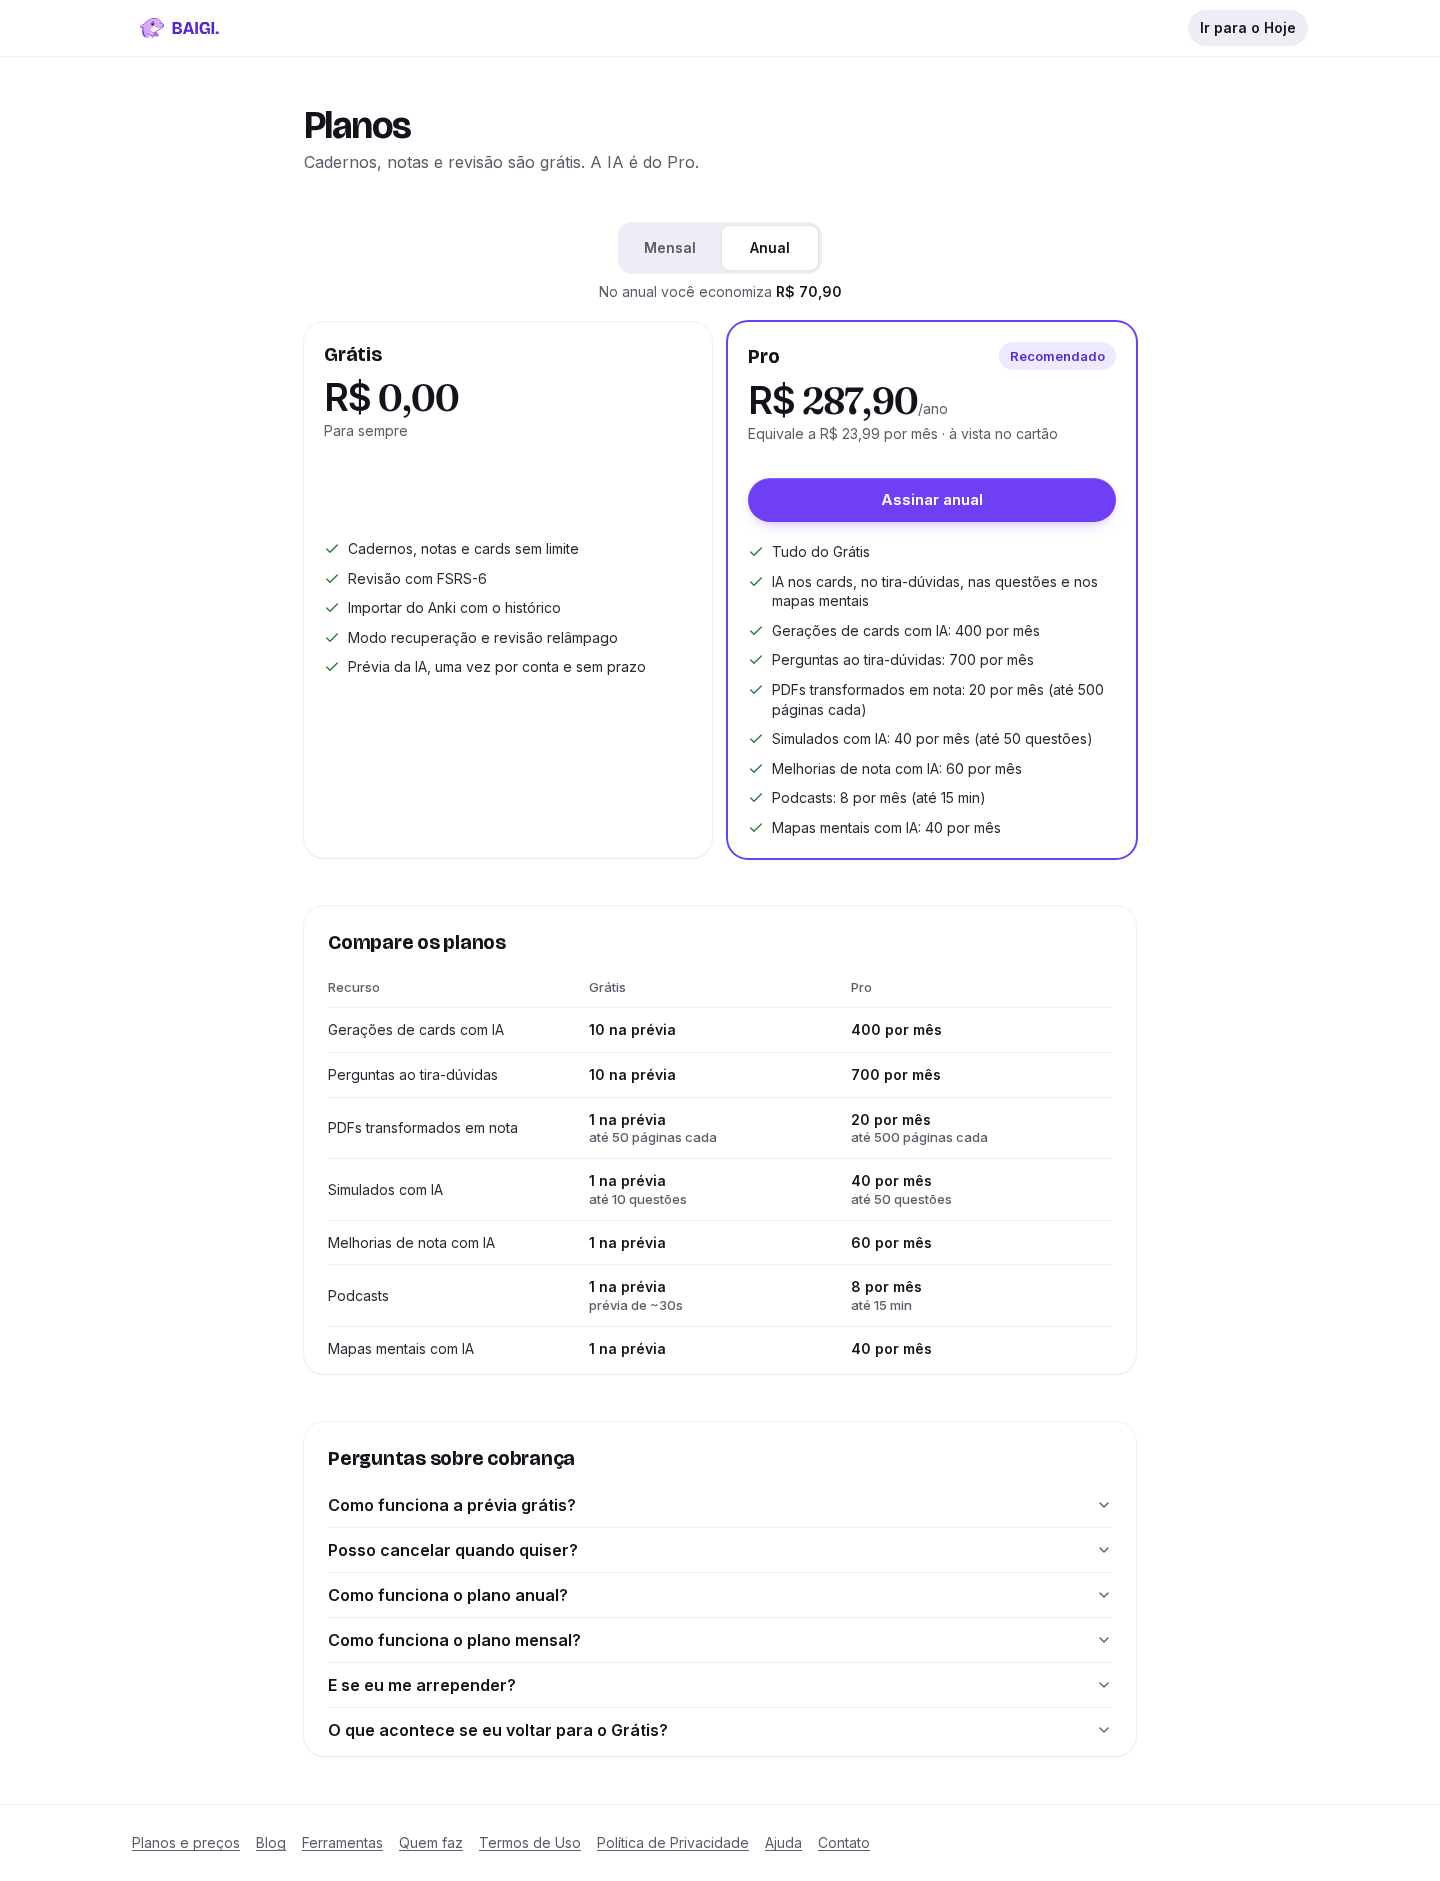 BAIGI.
Ir para o Hoje
Planos
Cadernos, notas e revisão são grátis. A IA é do Pro.
Mensal
Anual
No anual você economiza R$ 70,90
Grátis
R$ 0,00
Para sempre
Cadernos, notas e cards sem limite
Revisão com FSRS-6
Importar do Anki com o histórico
Modo recuperação e revisão relâmpago
Prévia da IA, uma vez por conta e sem prazo
Pro
Recomendado
R$ 287,90/ano
Equivale a R$ 23,99 por mês · à vista no cartão
Assinar anual
Tudo do Grátis
IA nos cards, no tira-dúvidas, nas questões e nos
mapas mentais
Gerações de cards com IA: 400 por mês
Perguntas ao tira-dúvidas: 700 por mês
PDFs transformados em nota: 20 por mês (até 500
páginas cada)
Simulados com IA: 40 por mês (até 50 questões)
Melhorias de nota com IA: 60 por mês
Podcasts: 8 por mês (até 15 min)
Mapas mentais com IA: 40 por mês
Compare os planos
Recurso Grátis Pro
Gerações de cards com IA 10 na prévia 400 por mês
Perguntas ao tira-dúvidas 10 na prévia 700 por mês
PDFs transformados em nota 1 na prévia 20 por mês
até 50 páginas cada até 500 páginas cada
Simulados com IA 1 na prévia 40 por mês
até 10 questões até 50 questões
Melhorias de nota com IA 1 na prévia 60 por mês
Podcasts 1 na prévia 8 por mês
prévia de ~30s até 15 min
Mapas mentais com IA 1 na prévia 40 por mês
Perguntas sobre cobrança
Como funciona a prévia grátis?
Posso cancelar quando quiser?
Como funciona o plano anual?
Como funciona o plano mensal?
E se eu me arrepender?
O que acontece se eu voltar para o Grátis?
Planos e preços Blog Ferramentas Quem faz Termos de Uso Política de Privacidade Ajuda Contato